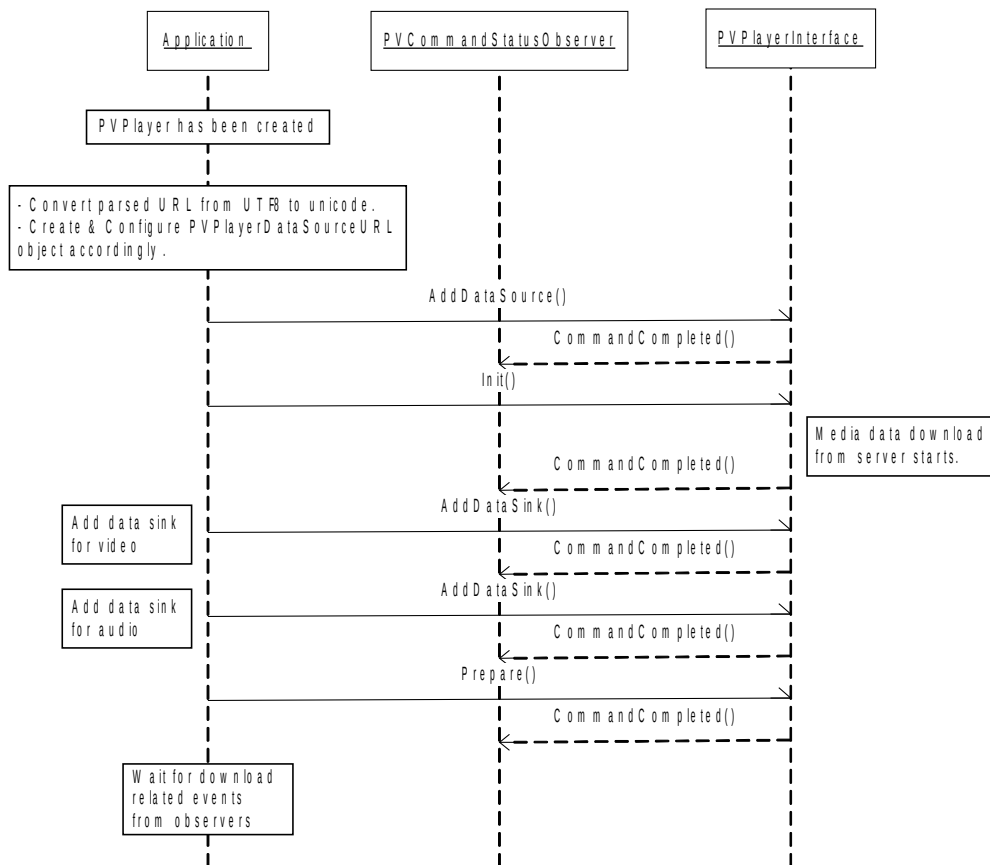 Application
PVCommandStatusObserver
PVPlayerInterface
PVPlayer has been created
- Convert parsed URL from UTF8 to unicode.
- Create & Configure PVPlayerDataSourceURL
object accordingly.
AddDataSource()
CommandCompleted()
Init()
Media data download
from server starts.
CommandCompleted()
AddDataSink()
Add data sink
for video
CommandCompleted()
AddDataSink()
Add data sink
for audio
CommandCompleted()
Prepare()
CommandCompleted()
Wait for download
related events
from observers